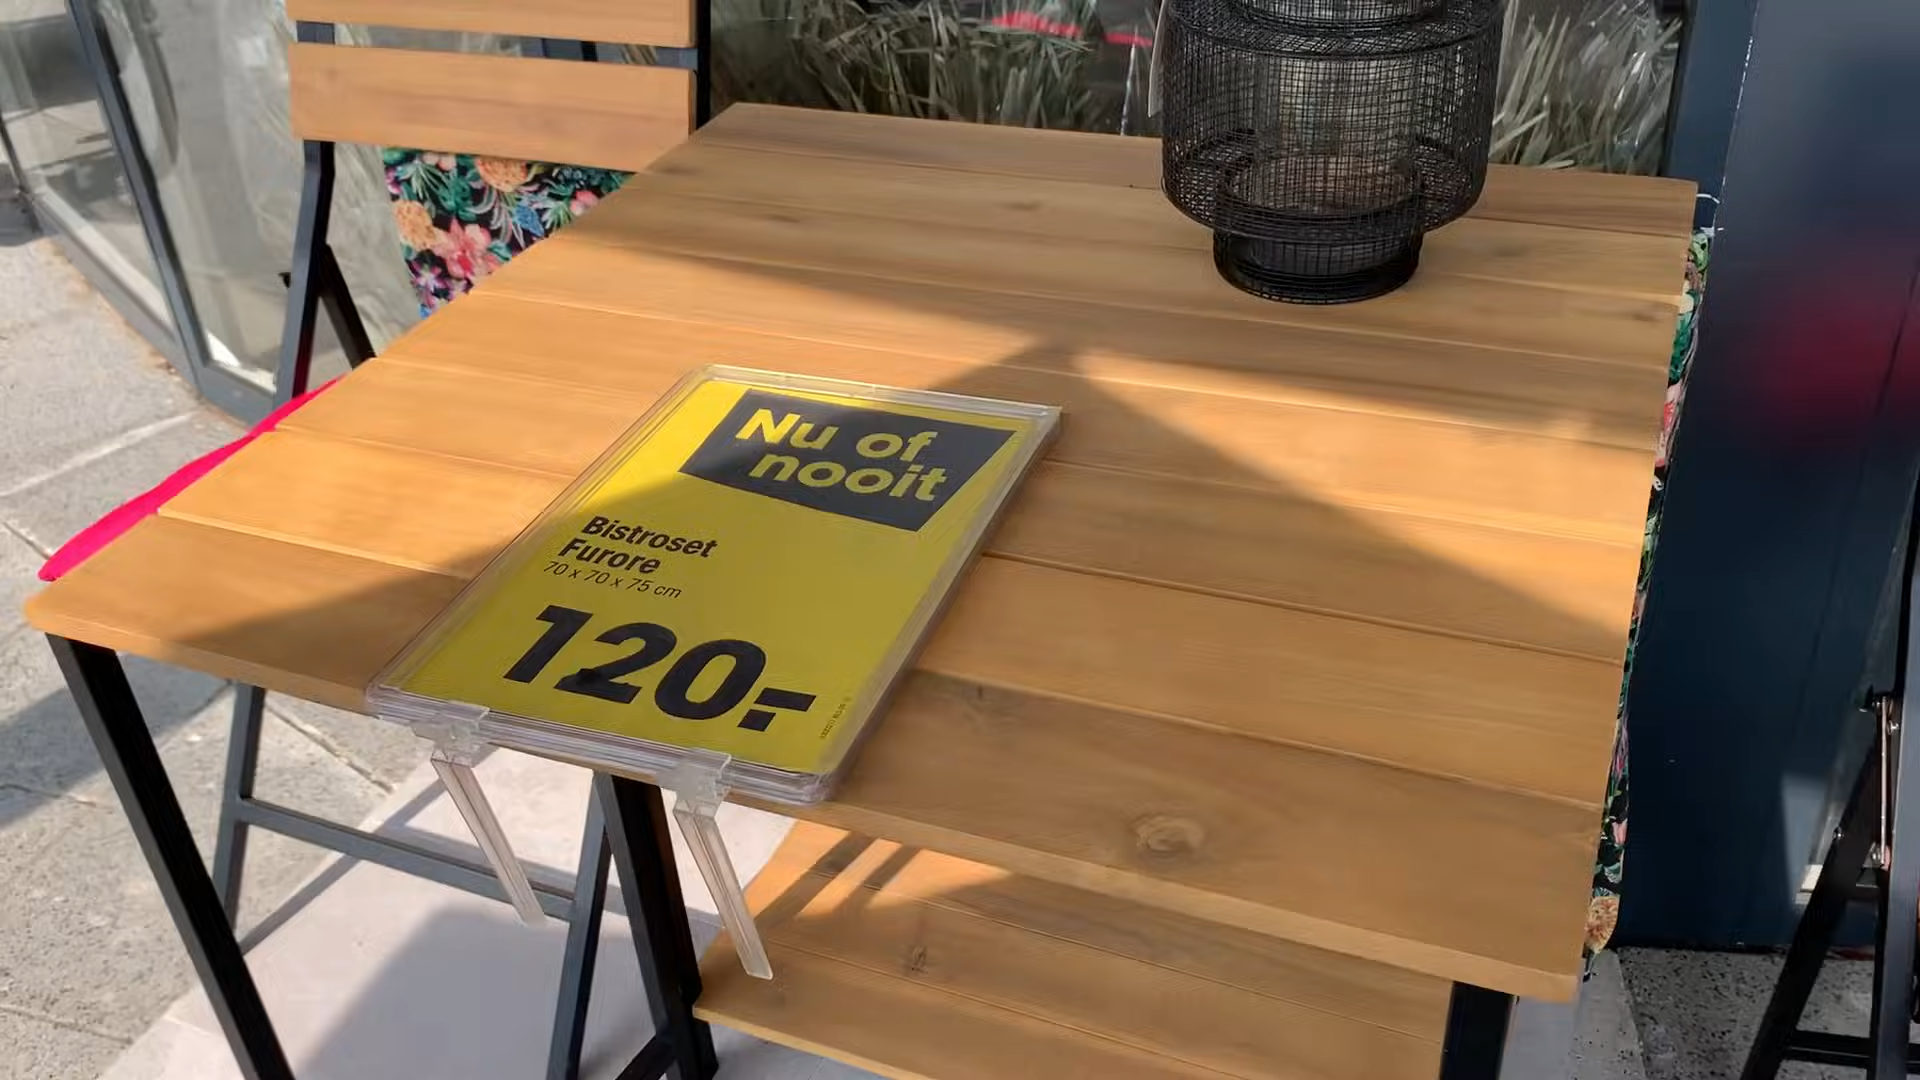 Nu of
nooit
Bistroset
Furore
70 x 70 x 75 cm
120.-